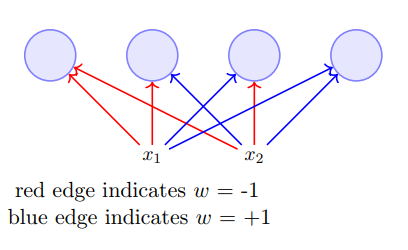 x₁ x₂
red edge indicates w = -1
blue edge indicates w = +1